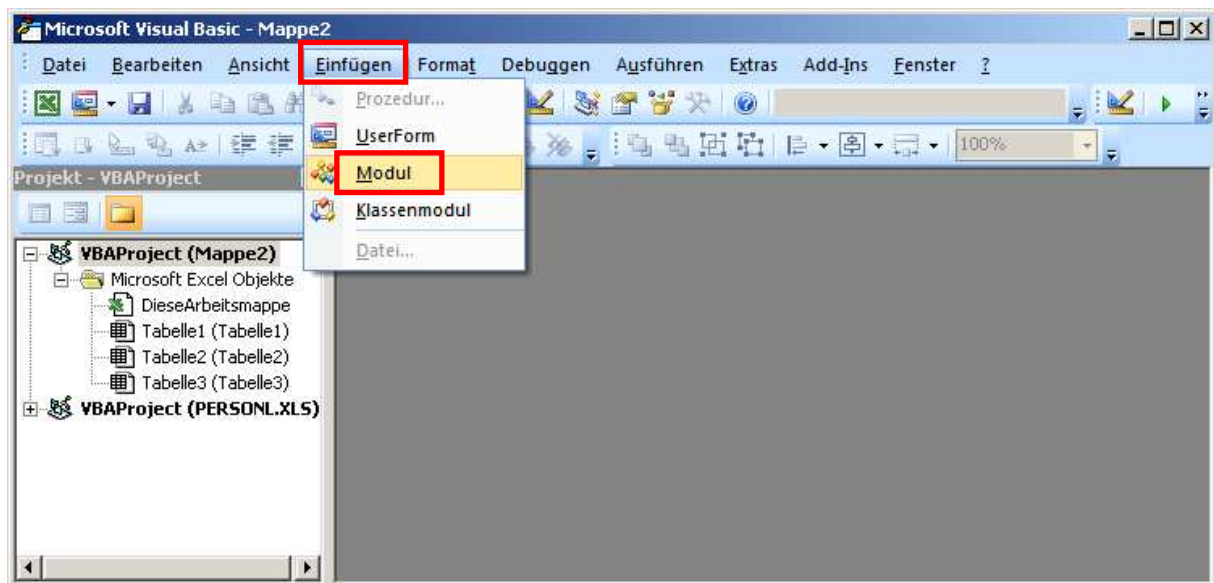 Microsoft Visual Basic - Mappe2
Datei Bearbeiten Ansicht Einfügen Format Debuggen Ausführen Extras Add-Ins Fenster ?
Prozedur...
UserForm
100%
Projekt - VBAProject
Modul
Klassenmodul
Datei...
VBAProject (Mappe2)
Microsoft Excel Objekte
DieseArbeitsmappe
Tabelle1 (Tabelle1)
Tabelle2 (Tabelle2)
Tabelle3 (Tabelle3)
VBAProject (PERSONL.XLS)